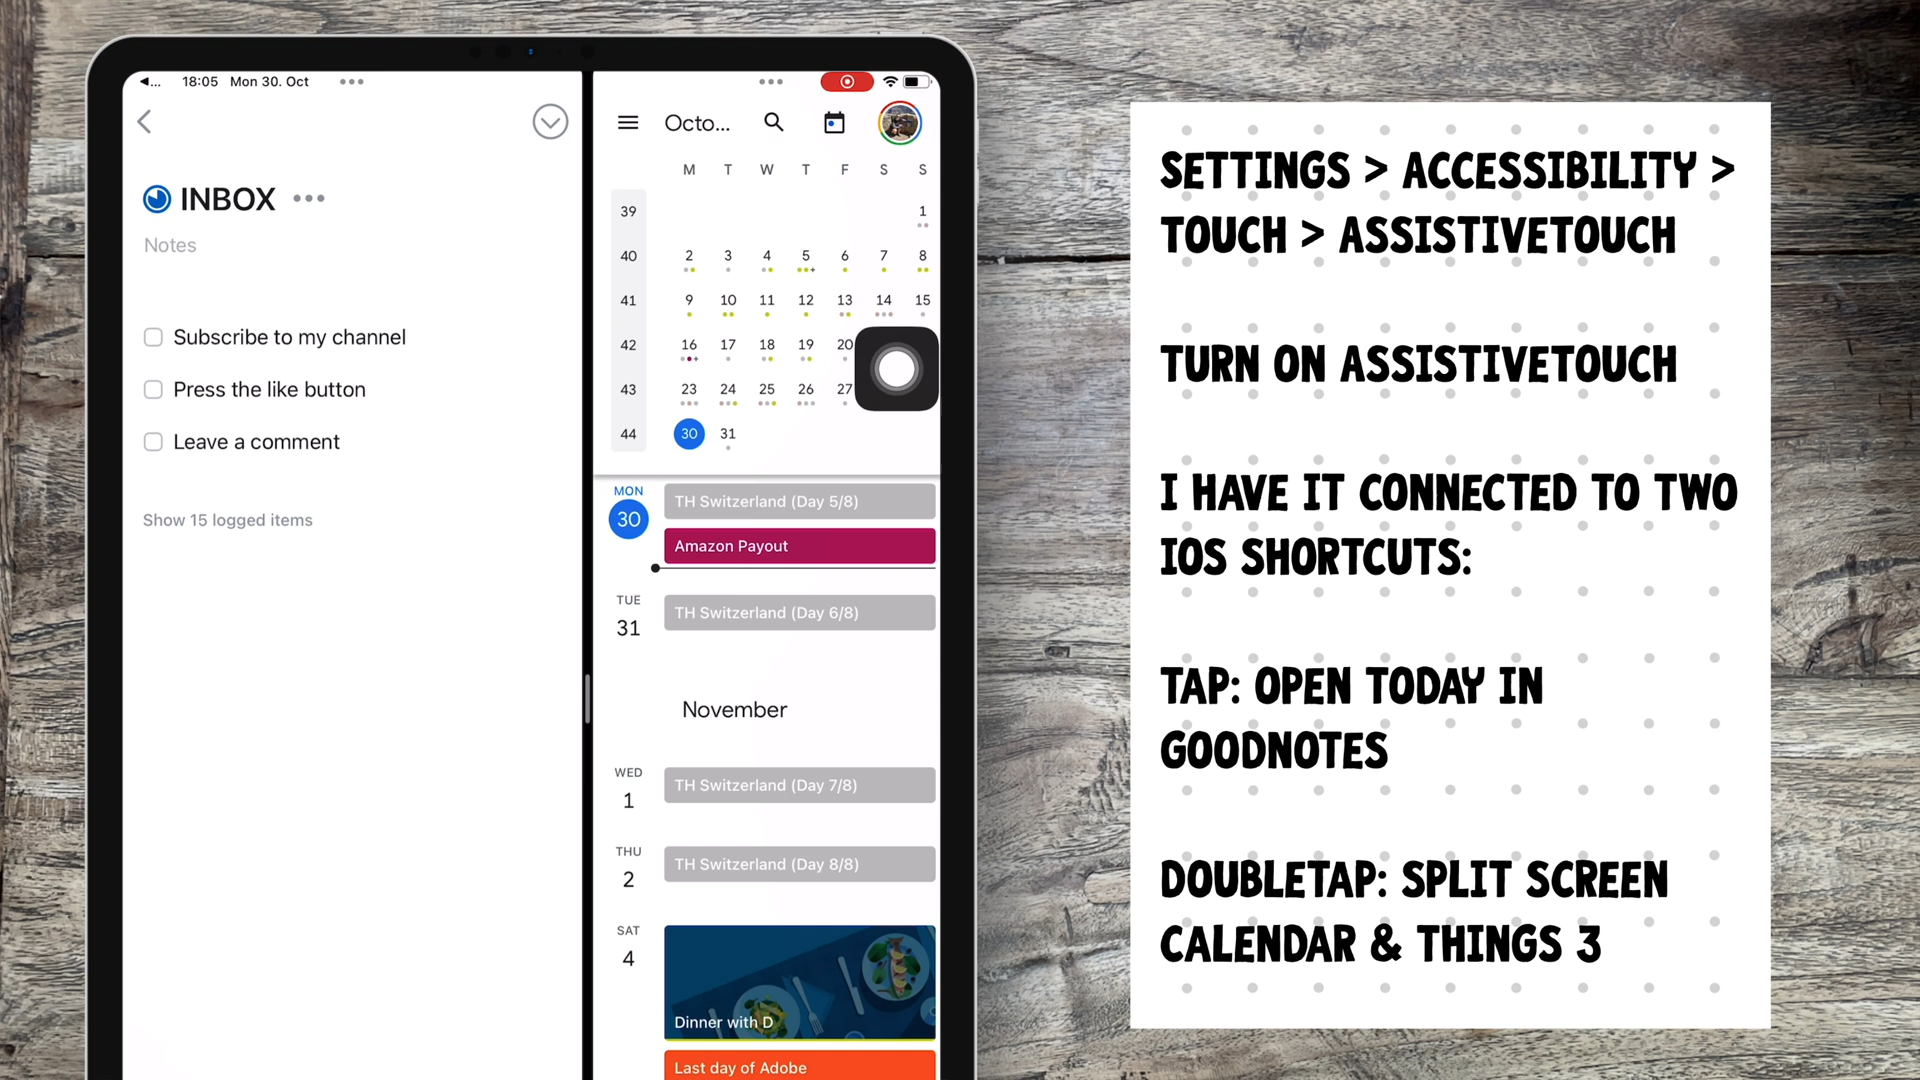 18:05 Mon 30. Oct
INBOX
Notes
Subscribe to my channel
Press the like button
Leave a comment
Show 15 logged items
Octo...
M T W T F S S
39 1
40 2 3 4 5 6 7 8
41 9 10 11 12 13 14 15
42 16 17 18 19 20
43 23 24 25 26 27
44 30 31
MON
30
TH Switzerland (Day 5/8)
Amazon Payout
TUE
31
TH Switzerland (Day 6/8)
November
WED
1
TH Switzerland (Day 7/8)
THU
2
TH Switzerland (Day 8/8)
SAT
4
Dinner with D
Last day of Adobe
SETTINGS > ACCESSIBILITY >
TOUCH > ASSISTIVETOUCH
TURN ON ASSISTIVETOUCH
I HAVE IT CONNECTED TO TWO
IOS SHORTCUTS:
TAP: OPEN TODAY IN
GOODNOTES
DOUBLETAP: SPLIT SCREEN
CALENDAR & THINGS 3